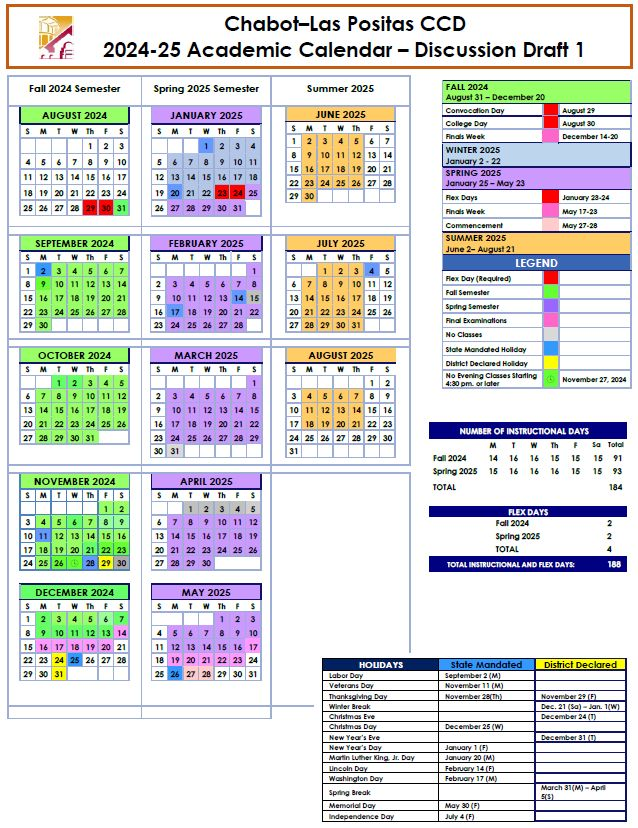 Chabot–Las Positas CCD
2024-25 Academic Calendar – Discussion Draft 1
Fall 2024 Semester
AUGUST 2024
S M T W Th F S
1 2 3
4 5 6 7 8 9 10
11 12 13 14 15 16 17
18 19 20 21 22 23 24
25 26 27 28 29 30 31
SEPTEMBER 2024
S M T W Th F S
1 2 3 4 5 6 7
8 9 10 11 12 13 14
15 16 17 18 19 20 21
22 23 24 25 26 27 28
29 30
OCTOBER 2024
S M T W Th F S
1 2 3 4 5
6 7 8 9 10 11 12
13 14 15 16 17 18 19
20 21 22 23 24 25 26
27 28 29 30 31
NOVEMBER 2024
S M T W Th F S
1 2
3 4 5 6 7 8 9
10 11 12 13 14 15 16
17 18 19 20 21 22 23
24 25 26 28 29 30
DECEMBER 2024
S M T W Th F S
1 2 3 4 5 6 7
8 9 10 11 12 13 14
15 16 17 18 19 20 21
22 23 24 25 26 27 28
29 30 31
Spring 2025 Semester
JANUARY 2025
S M T W Th F S
1 2 3 4
5 6 7 8 9 10 11
12 13 14 15 16 17 18
19 20 21 22 23 24 25
26 27 28 29 30 31
FEBRUARY 2025
S M T W Th F S
1
2 3 4 5 6 7 8
9 10 11 12 13 14 15
16 17 18 19 20 21 22
23 24 25 26 27 28
MARCH 2025
S M T W Th F S
1
2 3 4 5 6 7 8
9 10 11 12 13 14 15
16 17 18 19 20 21 22
23 24 25 26 27 28 29
30 31
APRIL 2025
S M T W Th F S
1 2 3 4 5
6 7 8 9 10 11 12
13 14 15 16 17 18 19
20 21 22 23 24 25 26
27 28 29 30
MAY 2025
S M T W Th F S
1 2 3
4 5 6 7 8 9 10
11 12 13 14 15 16 17
18 19 20 21 22 23 24
25 26 27 28 29 30 31
Summer 2025
JUNE 2025
S M T W Th F S
1 2 3 4 5 6 7
8 9 10 11 12 13 14
15 16 17 18 19 20 21
22 23 24 25 26 27 28
29 30
JULY 2025
S M T W Th F S
1 2 3 4 5
6 7 8 9 10 11 12
13 14 15 16 17 18 19
20 21 22 23 24 25 26
27 28 29 30 31
AUGUST 2025
S M T W Th F S
1 2
3 4 5 6 7 8 9
10 11 12 13 14 15 16
17 18 19 20 21 22 23
24 25 26 27 28 29 30
31
FALL 2024
August 31 – December 20
Convocation Day August 29
College Day August 30
Finals Week December 14-20
WINTER 2025
January 2 - 22
SPRING 2025
January 25 – May 23
Flex Days January 23-24
Finals Week May 17-23
Commencement May 27-28
SUMMER 2025
June 2– August 21
LEGEND
Flex Day (Required)
Fall Semester
Spring Semester
Final Examinations
No Classes
State Mandated Holiday
District Declared Holiday
No Evening Classes Starting
4:30 pm. or later November 27, 2024
NUMBER OF INSTRUCTIONAL DAYS
M T W Th F Sa Total
Fall 2024 14 16 16 15 15 15 91
Spring 2025 15 16 16 16 15 15 93
TOTAL 184
FLEX DAYS
Fall 2024 2
Spring 2025 2
TOTAL 4
TOTAL INSTRUCTIONAL AND FLEX DAYS: 188
HOLIDAYS State Mandated District Declared
Labor Day September 2 (M)
Veterans Day November 11 (M)
Thanksgiving Day November 28(Th) November 29 (F)
Winter Break Dec. 21 (Sa) – Jan. 1(W)
Christmas Eve December 24 (T)
Christmas Day December 25 (W)
New Year's Eve December 31 (T)
New Year's Day January 1 (F)
Martin Luther King, Jr. Day January 20 (M)
Lincoln Day February 14 (F)
Washington Day February 17 (M)
Spring Break March 31(M) – April
5(S)
Memorial Day May 30 (F)
Independence Day July 4 (F)